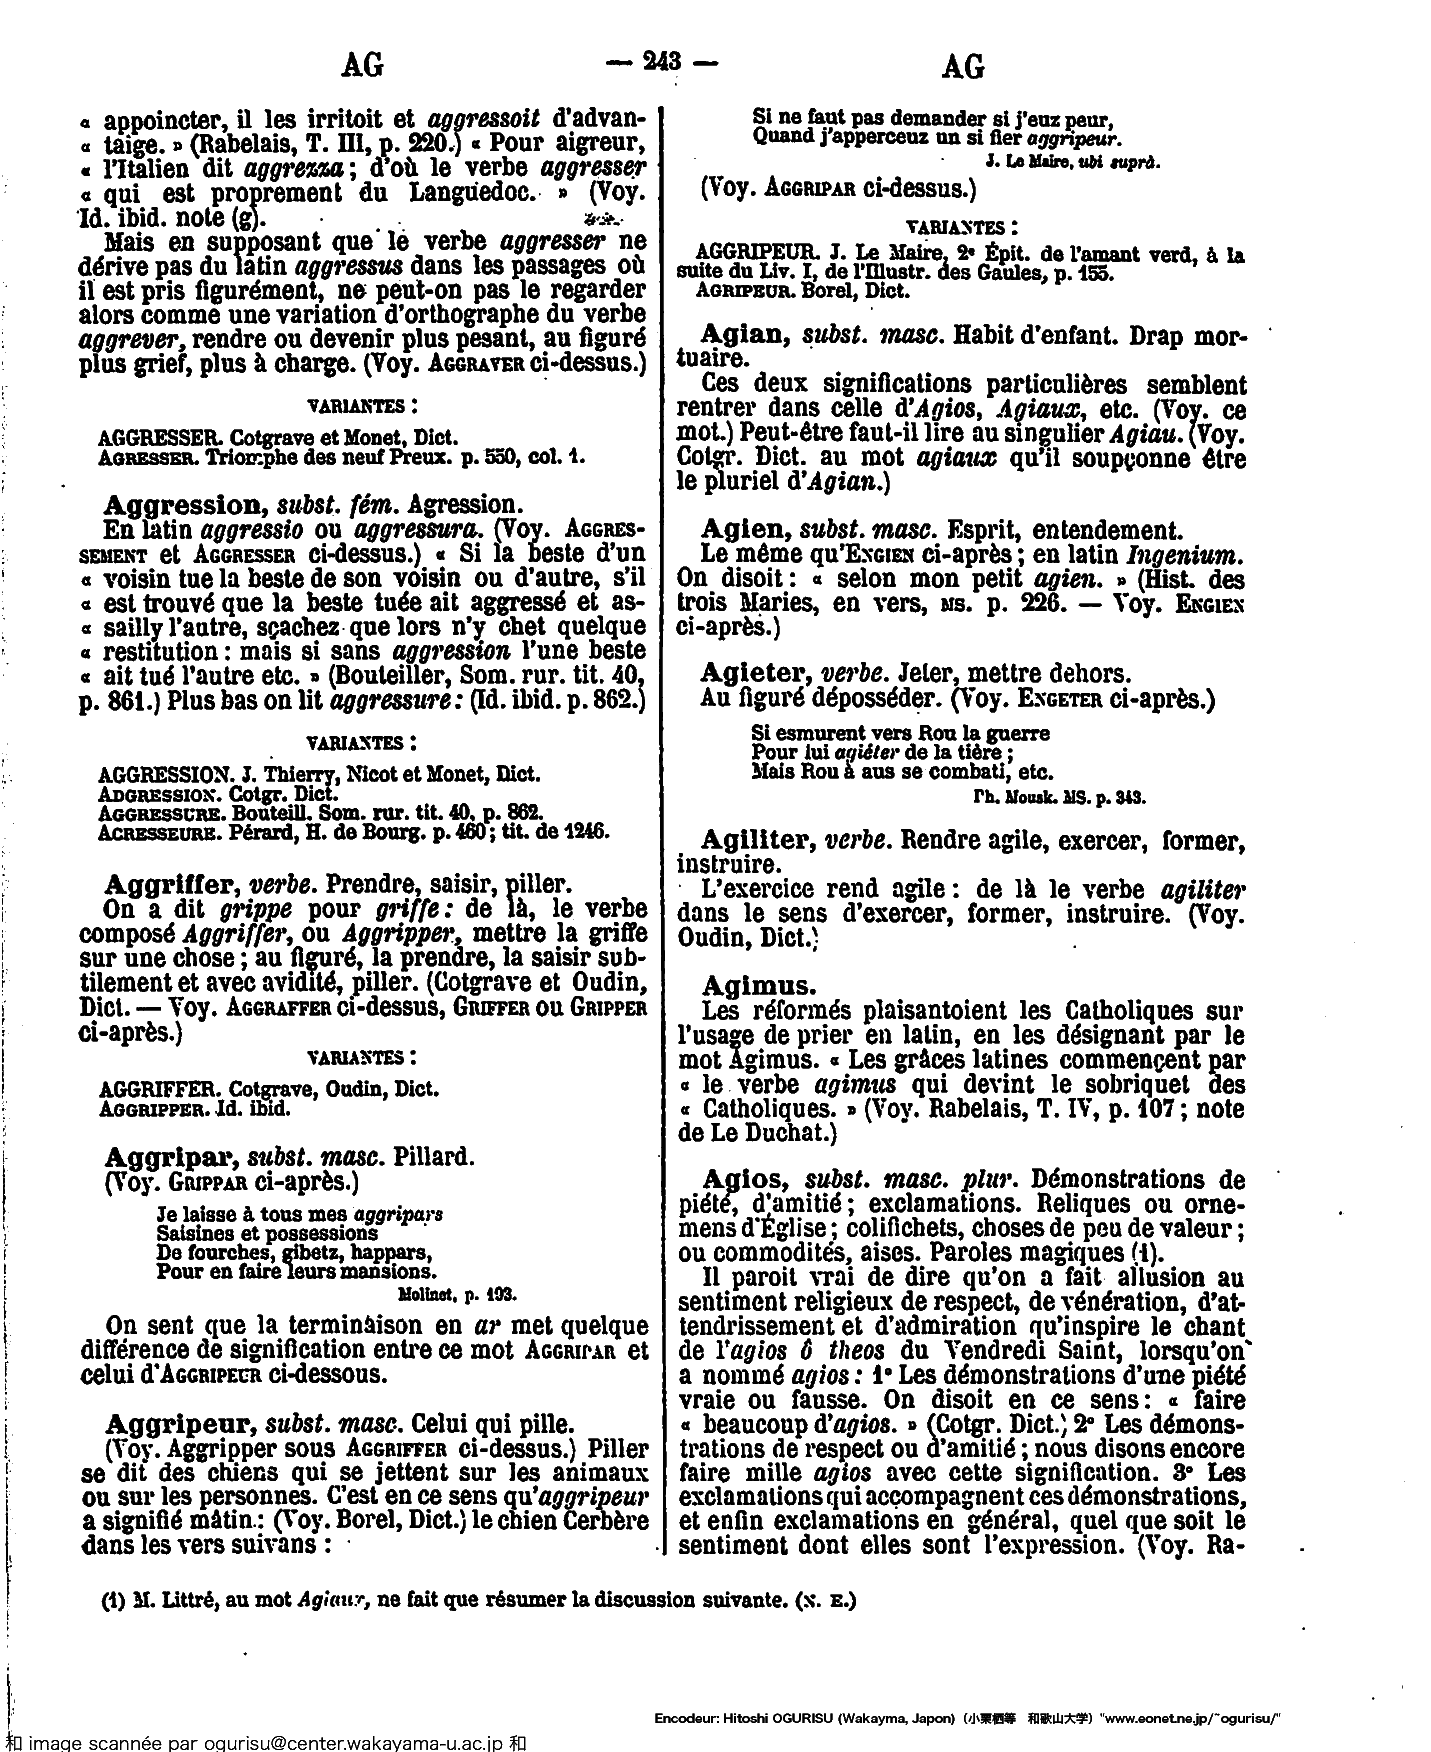 AG
— 243 —
AG
« appoincter, il les irritoit et aggressoit d'advan-
« taige. » (Rabelais, T. III, p. 220.) « Pour aigreur,
« l'Italien dit aggrezza ; d'où le verbe aggresser
« qui est proprement du Languedoc. » (Voy.
Id. ibid. note (g).
Mais en supposant que le verbe aggresser ne
dérive pas du latin aggressus dans les passages où
il est pris figurément, ne peut-on pas le regarder
alors comme une variation d'orthographe du verbe
aggrever, rendre ou devenir plus pesant, au figuré
plus grief, plus à charge. (Voy. AGGRAVER ci-dessus.)
VARIANTES :
AGGRESSER. Cotgrave et Monet, Dict.
AGRESSER. Triomphe des neuf Preux. p. 550, col. 1.
Aggression, subst. fém. Agression.
En latin aggressio ou aggressura. (Voy. AGGRES-
SEMENT et AGGRESSER ci-dessus.) « Si la beste d'un
« voisin tue la beste de son voisin ou d'autre, s'il
« est trouvé que la beste tuée ait aggressé et as-
« sailly l'autre, sçachez que lors n'y chet quelque
« restitution : mais si sans aggression l'une beste
« ait tué l'autre etc. » (Bouteiller, Som. rur. tit. 40,
p. 861.) Plus bas on lit aggressure : (Id. ibid. p. 862.)
VARIANTES :
AGGRESSION. J. Thierry, Nicot et Monet, Dict.
ADGRESSION. Cotgr. Dict.
AGGRESSURE. Bouteill. Som. rur. tit. 40, p. 862.
ACRESSEURE. Pérard, H. de Bourg. p. 460 ; tit. de 1246.
Aggriffer, verbe. Prendre, saisir, piller.
On a dit grippe pour griffe : de là, le verbe
composé Aggriffer, ou Aggripper, mettre la griffe
sur une chose ; au figuré, la prendre, la saisir sub-
tilement et avec avidité, piller. (Cotgrave et Oudin,
Dict. — Voy. AGGRAFFER ci-dessus, GRIFFER ou GRIPPER
ci-après.)
VARIANTES :
AGGRIFFER. Cotgrave, Oudin, Dict.
AGGRIPPER. Id. ibid.
Aggripar, subst. masc. Pillard.
(Voy. GRIPPAR ci-après.)
Je laisse à tous mes aggripars
Saisines et possessions
De fourches, gibetz, happars,
Pour en faire leurs mansions.
Molinet, p. 193.
On sent que la terminaison en ar met quelque
différence de signification entre ce mot AGGRIPAR et
celui d'AGGRIPEUR ci-dessous.
Aggripeur, subst. masc. Celui qui pille.
(Voy. Aggripper sous AGGRIFFER ci-dessus.) Piller
se dit des chiens qui se jettent sur les animaux
ou sur les personnes. C'est en ce sens qu'aggripeur
a signifié mâtin : (Voy. Borel, Dict.) le chien Cerbère
dans les vers suivans :
Si ne faut pas demander si j'euz peur,
Quand j'apperceuz un si fier aggripeur.
J. Le Maire, ubi suprà.
(Voy. AGGRIPAR ci-dessus.)
VARIANTES :
AGGRIPEUR. J. Le Maire, 2e Épit. de l'amant verd, à la
suite du Liv. I, de l'Illustr. des Gaules, p. 155.
AGRIPEUR. Borel, Dict.
Agian, subst. masc. Habit d'enfant. Drap mor-
tuaire.
Ces deux significations particulières semblent
rentrer dans celle d'Agios, Agiaux, etc. (Voy. ce
mot.) Peut-être faut-il lire au singulier Agiau. (Voy.
Cotgr. Dict. au mot agiaux qu'il soupçonne être
le pluriel d'Agian.)
Agien, subst. masc. Esprit, entendement.
Le même qu'ENGIEN ci-après ; en latin Ingenium.
On disoit : « selon mon petit agien. » (Hist. des
trois Maries, en vers, MS. p. 226. — Voy. ENGIEN
ci-après.)
Agieter, verbe. Jeter, mettre dehors.
Au figuré déposséder. (Voy. ENGETER ci-après.)
Si esmurent vers Rou la guerre
Pour lui agiéter de la tière ;
Mais Rou à aus se combati, etc.
Ph. Mousk. MS. p. 343.
Agiliter, verbe. Rendre agile, exercer, former,
instruire.
L'exercice rend agile : de là le verbe agiliter
dans le sens d'exercer, former, instruire. (Voy.
Oudin, Dict.)
Agimus.
Les réformés plaisantoient les Catholiques sur
l'usage de prier en latin, en les désignant par le
mot Agimus. « Les grâces latines commençent par
« le verbe agimus qui devint le sobriquet des
« Catholiques. » (Voy. Rabelais, T. IV, p. 107 ; note
de Le Duchat.)
Agios, subst. masc. plur. Démonstrations de
piété, d'amitié ; exclamations. Reliques ou orne-
mens d'Église ; colifichets, choses de peu de valeur ;
ou commodités, aises. Paroles magiques (1).
Il paroit vrai de dire qu'on a fait allusion au
sentiment religieux de respect, de vénération, d'at-
tendrissement et d'admiration qu'inspire le chant
de l'agios ô theos du Vendredi Saint, lorsqu'on
a nommé agios : 1° Les démonstrations d'une piété
vraie ou fausse. On disoit en ce sens : « faire
« beaucoup d'agios. » (Cotgr. Dict.) 2° Les démons-
trations de respect ou d'amitié ; nous disons encore
faire mille agios avec cette signification. 3° Les
exclamations qui accompagnent ces démonstrations,
et enfin exclamations en général, quel que soit le
sentiment dont elles sont l'expression. (Voy. Ra-
(1) M. Littré, au mot Agiaux, ne fait que résumer la discussion suivante. (N. E.)
Encodeur: Hitoshi OGURISU (Wakayma, Japon) (小栗栖等 和歌山大学) "www.eonet.ne.jp/~ogurisu/"
和 image scannée par ogurisu@center.wakayama-u.ac.jp 和